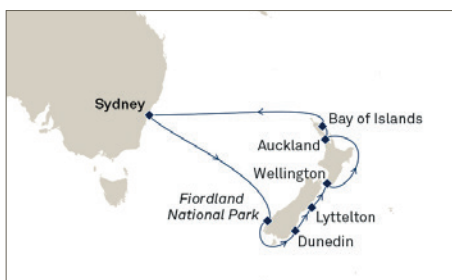 Sydney
Bay of Islands
Auckland
Wellington
Fiordland
National Park
Lyttelton
Dunedin